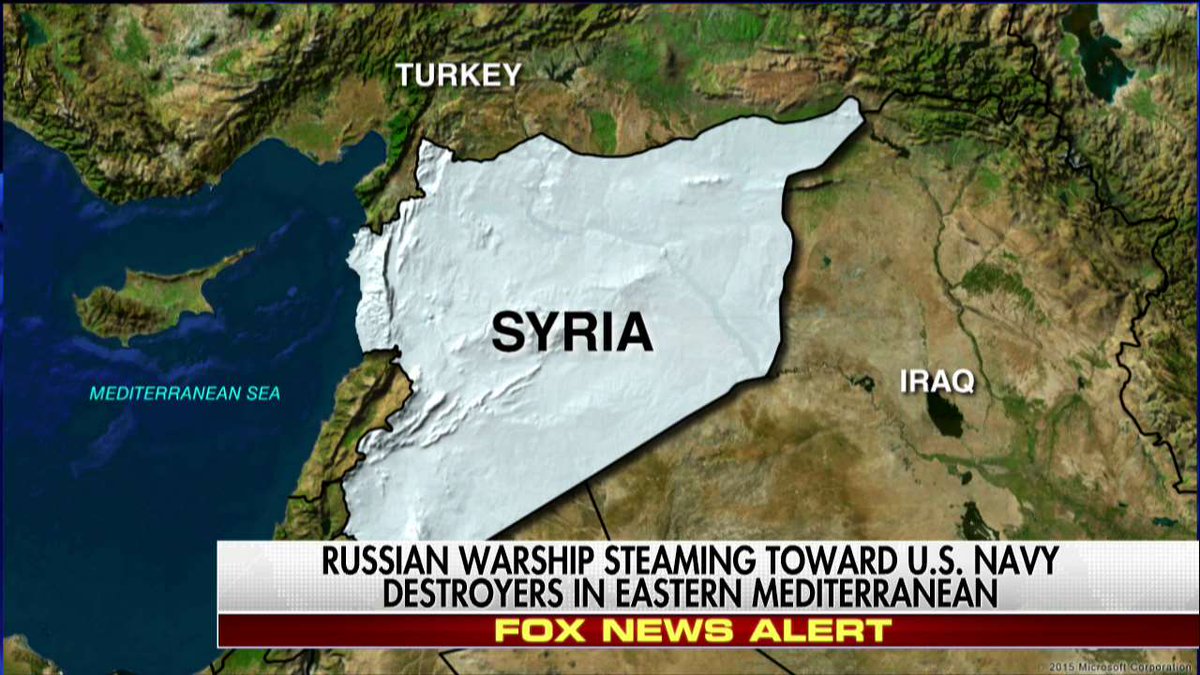 TURKEY
SYRIA
MEDITERRANEAN SEA
IRAQ
RUSSIAN WARSHIP STEAMING TOWARD U.S. NAVY
DESTROYERS IN EASTERN MEDITERRANEAN
FOX NEWS ALERT
© 2015 Microsoft Corporation